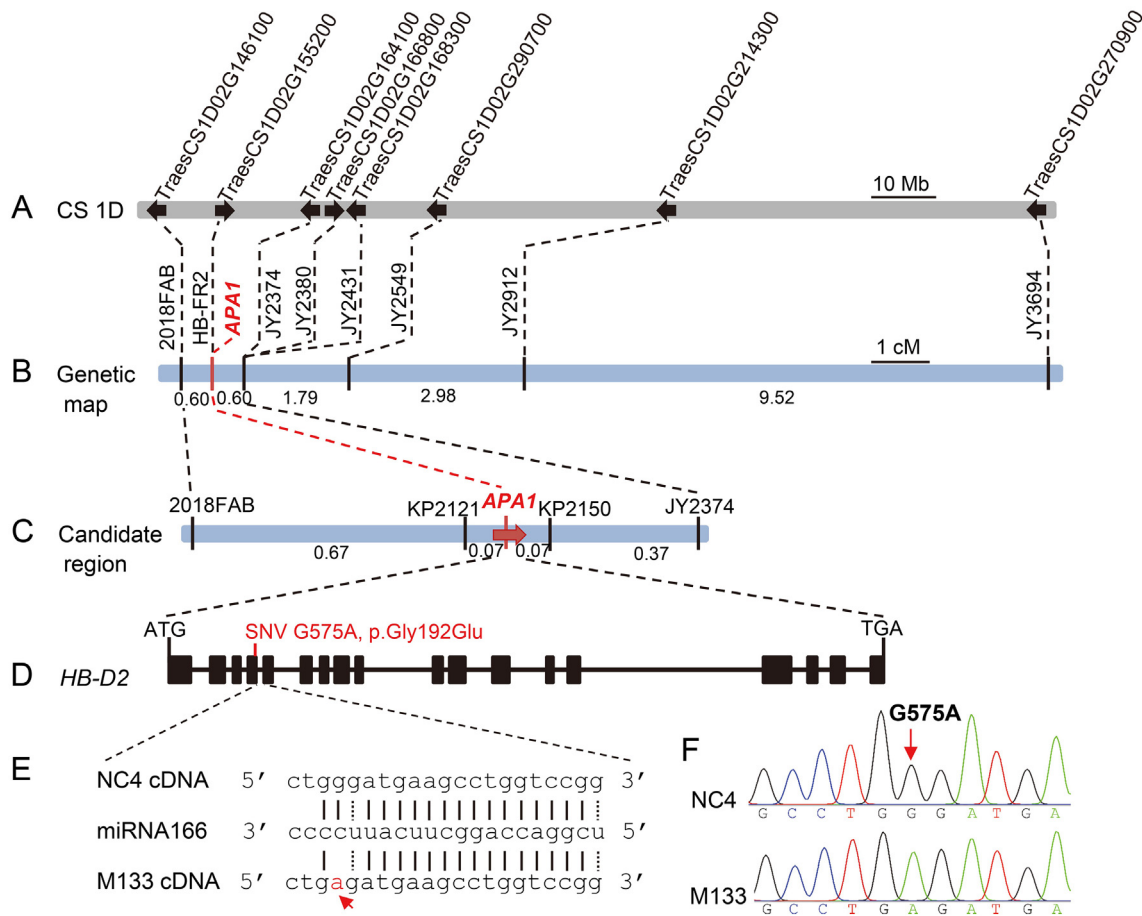 TraesCS1D02G146100
TraesCS1D02G155200
TraesCS1D02G164100
TraesCS1D02G166800
TraesCS1D02G168300
TraesCS1D02G290700
TraesCS1D02G214300
TraesCS1D02G270900
A CS 1D
10 Mb
2018FAB
HB-FR2
APA1
JY2374
JY2380
JY2431
JY2549
JY2912
JY3694
B Genetic map
1 cM
0.60 0.60 1.79 2.98 9.52
C Candidate region
2018FAB KP2121 APA1 KP2150 JY2374
0.67 0.07 0.07 0.37
ATG TGA
SNV G575A, p.Gly192Glu
D HB-D2
E
NC4 cDNA 5′ ctgggatgaagcctggtccgg 3′
miRNA166 3′ ccccuuacuucggaccaggcu 5′
M133 cDNA 5′ ctgagatgaagcctggtccgg 3′
F
G575A
NC4
G C C T G G G A T G A
M133
G C C T G A G A T G A